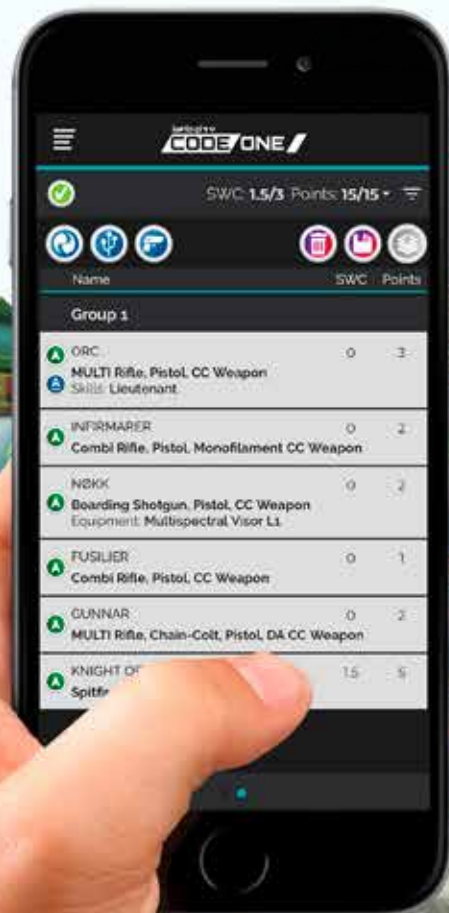 Infinity
CODE ONE
SWC: 1.5/3 Points: 15/15
Name SWC Points
Group 1
ORC 0 3
MULTI Rifle, Pistol, CC Weapon
Skills: Lieutenant
INFIRMARER 0 2
Combi Rifle, Pistol, Monofilament CC Weapon
NØKK 0 2
Boarding Shotgun, Pistol, CC Weapon
Equipment: Multispectral Visor L1
FUSILIER 0 1
Combi Rifle, Pistol, CC Weapon
GUNNAR 0 2
MULTI Rifle, Chain-Colt, Pistol, DA CC Weapon
KNIGHT OF 1.5 5